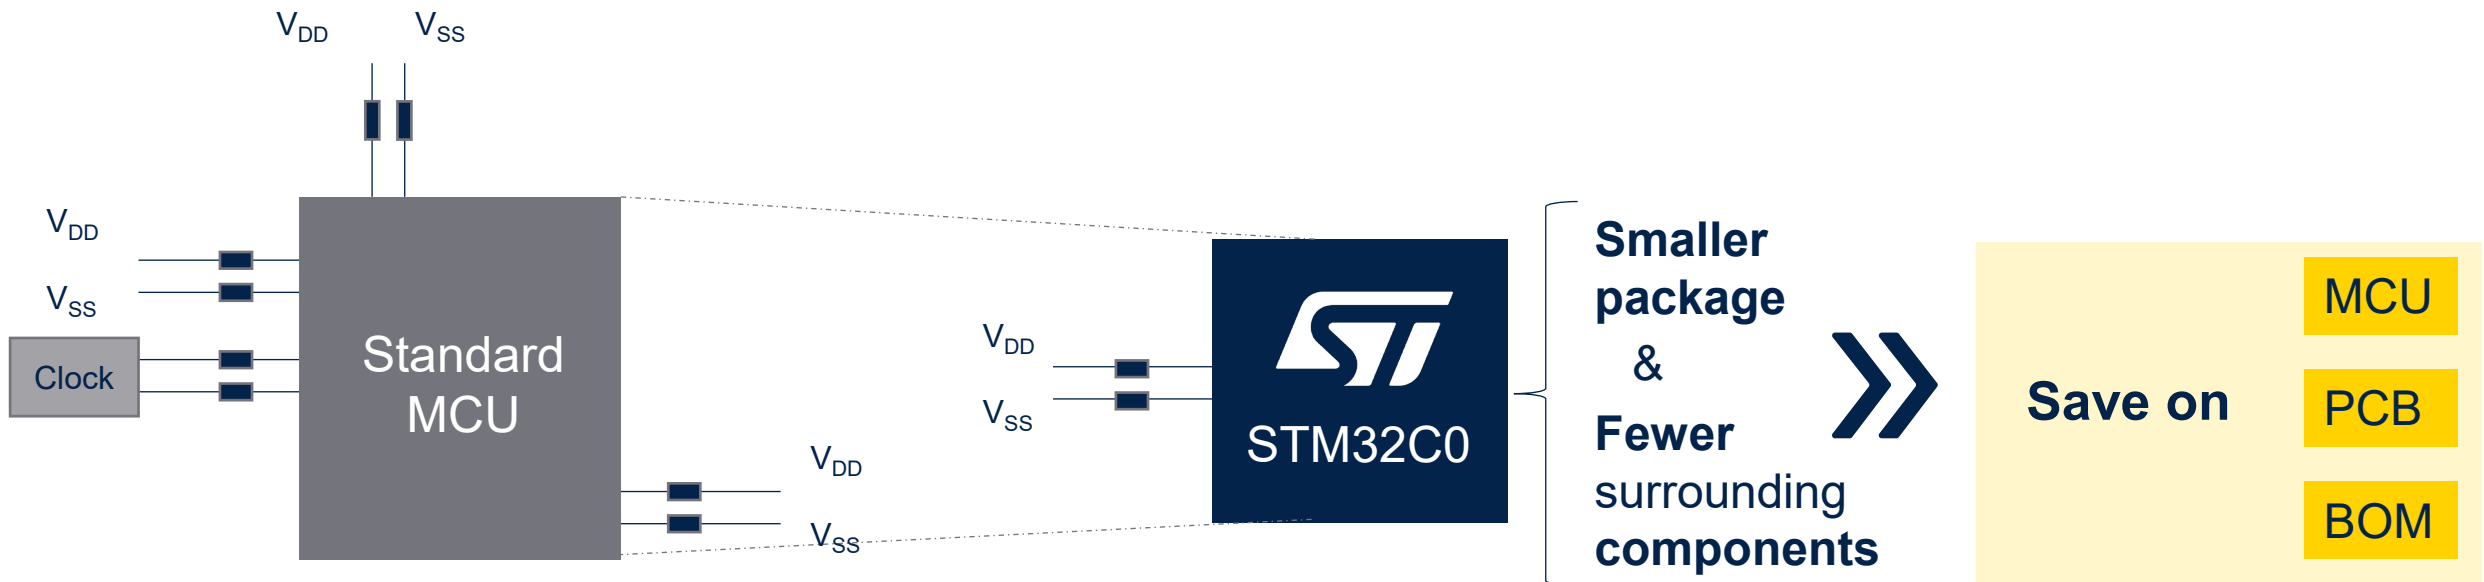 VDD
VSS
VDD
VSS
Clock
Standard
MCU
VDD
VSS
VDD
VSS
ST
STM32C0
Smaller
package
&
Fewer
surrounding
components
Save on
MCU
PCB
BOM